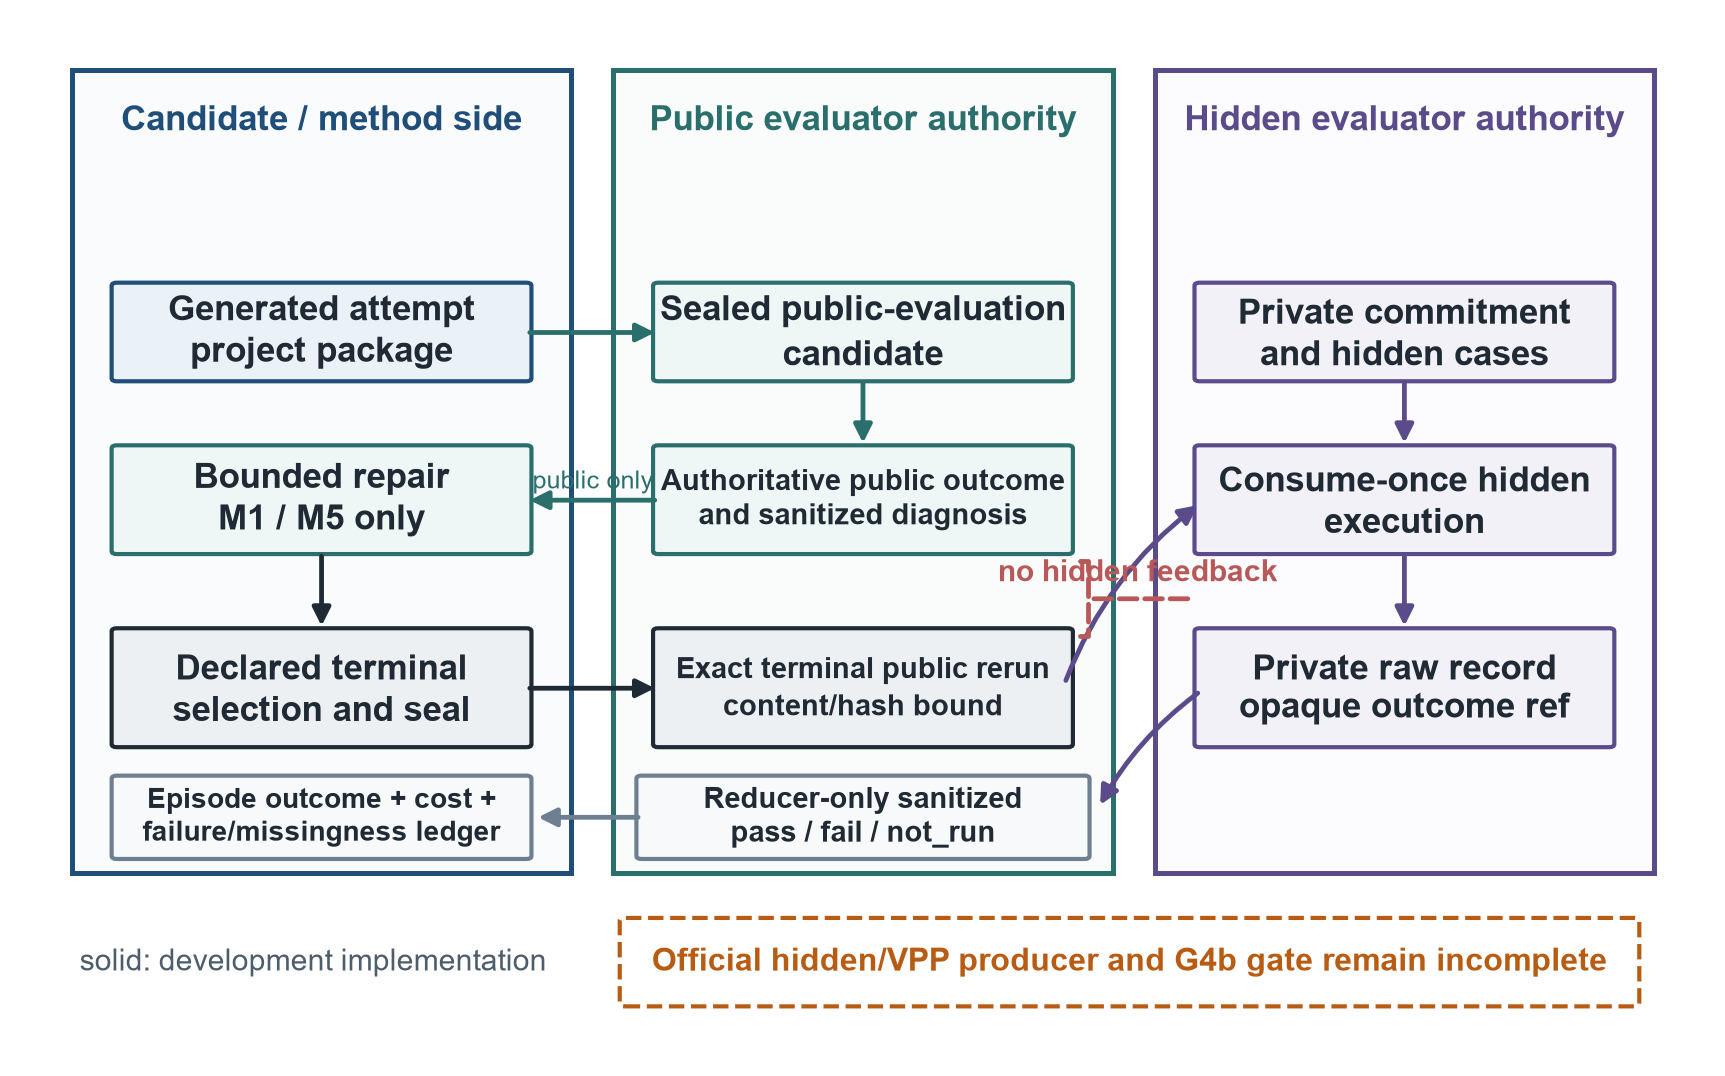 Candidate / method side
Generated attempt
project package
Bounded repair
M1 / M5 only
Declared terminal
selection and seal
Episode outcome + cost +
failure/missingness ledger
public only
Public evaluator authority
Sealed public-evaluation
candidate
Authoritative public outcome
and sanitized diagnosis
Exact terminal public rerun
content/hash bound
Reducer-only sanitized
pass / fail / not_run
no hidden feedback
Hidden evaluator authority
Private commitment
and hidden cases
Consume-once hidden
execution
Private raw record
opaque outcome ref
solid: development implementation
Official hidden/VPP producer and G4b gate remain incomplete